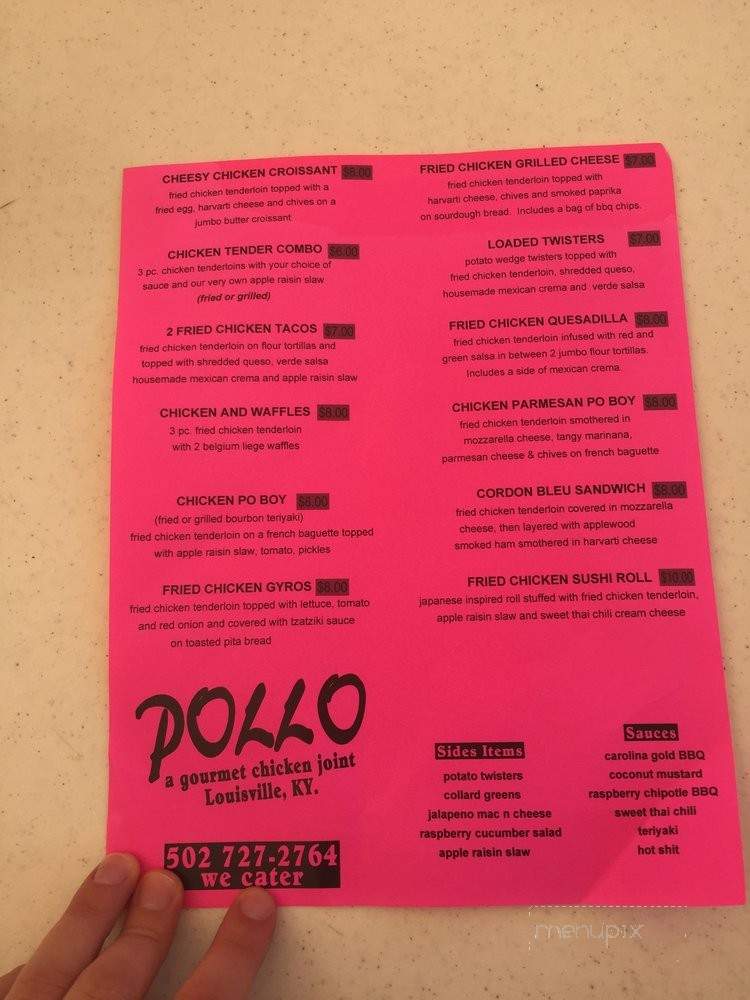 CHEESY CHICKEN CROISSANT $8.00
fried chicken tenderloin topped with a
fried egg, harvarti cheese and chives on a
jumbo butter croissant
CHICKEN TENDER COMBO $6.00
3 pc. chicken tenderloins with your choice of
sauce and our very own apple raisin slaw
(fried or grilled)
2 FRIED CHICKEN TACOS $7.00
fried chicken tenderloin on flour tortillas and
topped with shredded queso, verde salsa
housemade mexican crema and apple raisin slaw
CHICKEN AND WAFFLES $8.00
3 pc. fried chicken tenderloin
with 2 belgium liege waffles
CHICKEN PO BOY
(fried or grilled bourbon teriyaki)
fried chicken tenderloin on a french baguette topped
with apple raisin slaw, tomato, pickles
FRIED CHICKEN GYROS $8.00
fried chicken tenderloin topped with lettuce, tomato
and red onion and covered with tzatziki sauce
on toasted pita bread
POLLO
a gourmet chicken joint
Louisville, KY.
502 727-2764
we cater
FRIED CHICKEN GRILLED CHEESE $7.00
fried chicken tenderloin topped with
harvarti cheese, chives and smoked paprika
on sourdough bread. Includes a bag of bbq chips.
LOADED TWISTERS $7.00
potato wedge twisters topped with
fried chicken tenderloin, shredded queso,
housemade mexican crema and verde salsa
FRIED CHICKEN QUESADILLA $8.00
fried chicken tenderloin infused with red and
green salsa in between 2 jumbo flour tortillas.
Includes a side of mexican crema.
CHICKEN PARMESAN PO BOY $8.00
fried chicken tenderloin smothered in
mozzarella cheese, tangy marinana,
parmesan cheese & chives on french baguette
CORDON BLEU SANDWICH $8.00
fried chicken tenderloin covered in mozzarella
cheese, then layered with applewood
smoked ham smothered in harvarti cheese
FRIED CHICKEN SUSHI ROLL $10.00
japanese inspired roll stuffed with fried chicken tenderloin,
apple raisin slaw and sweet thai chili cream cheese
Sides Items
potato twisters
collard greens
jalapeno mac n cheese
raspberry cucumber salad
apple raisin slaw
Sauces
carolina gold BBQ
coconut mustard
raspberry chipotle BBQ
sweet thai chili
teriyaki
hot shit
menupix